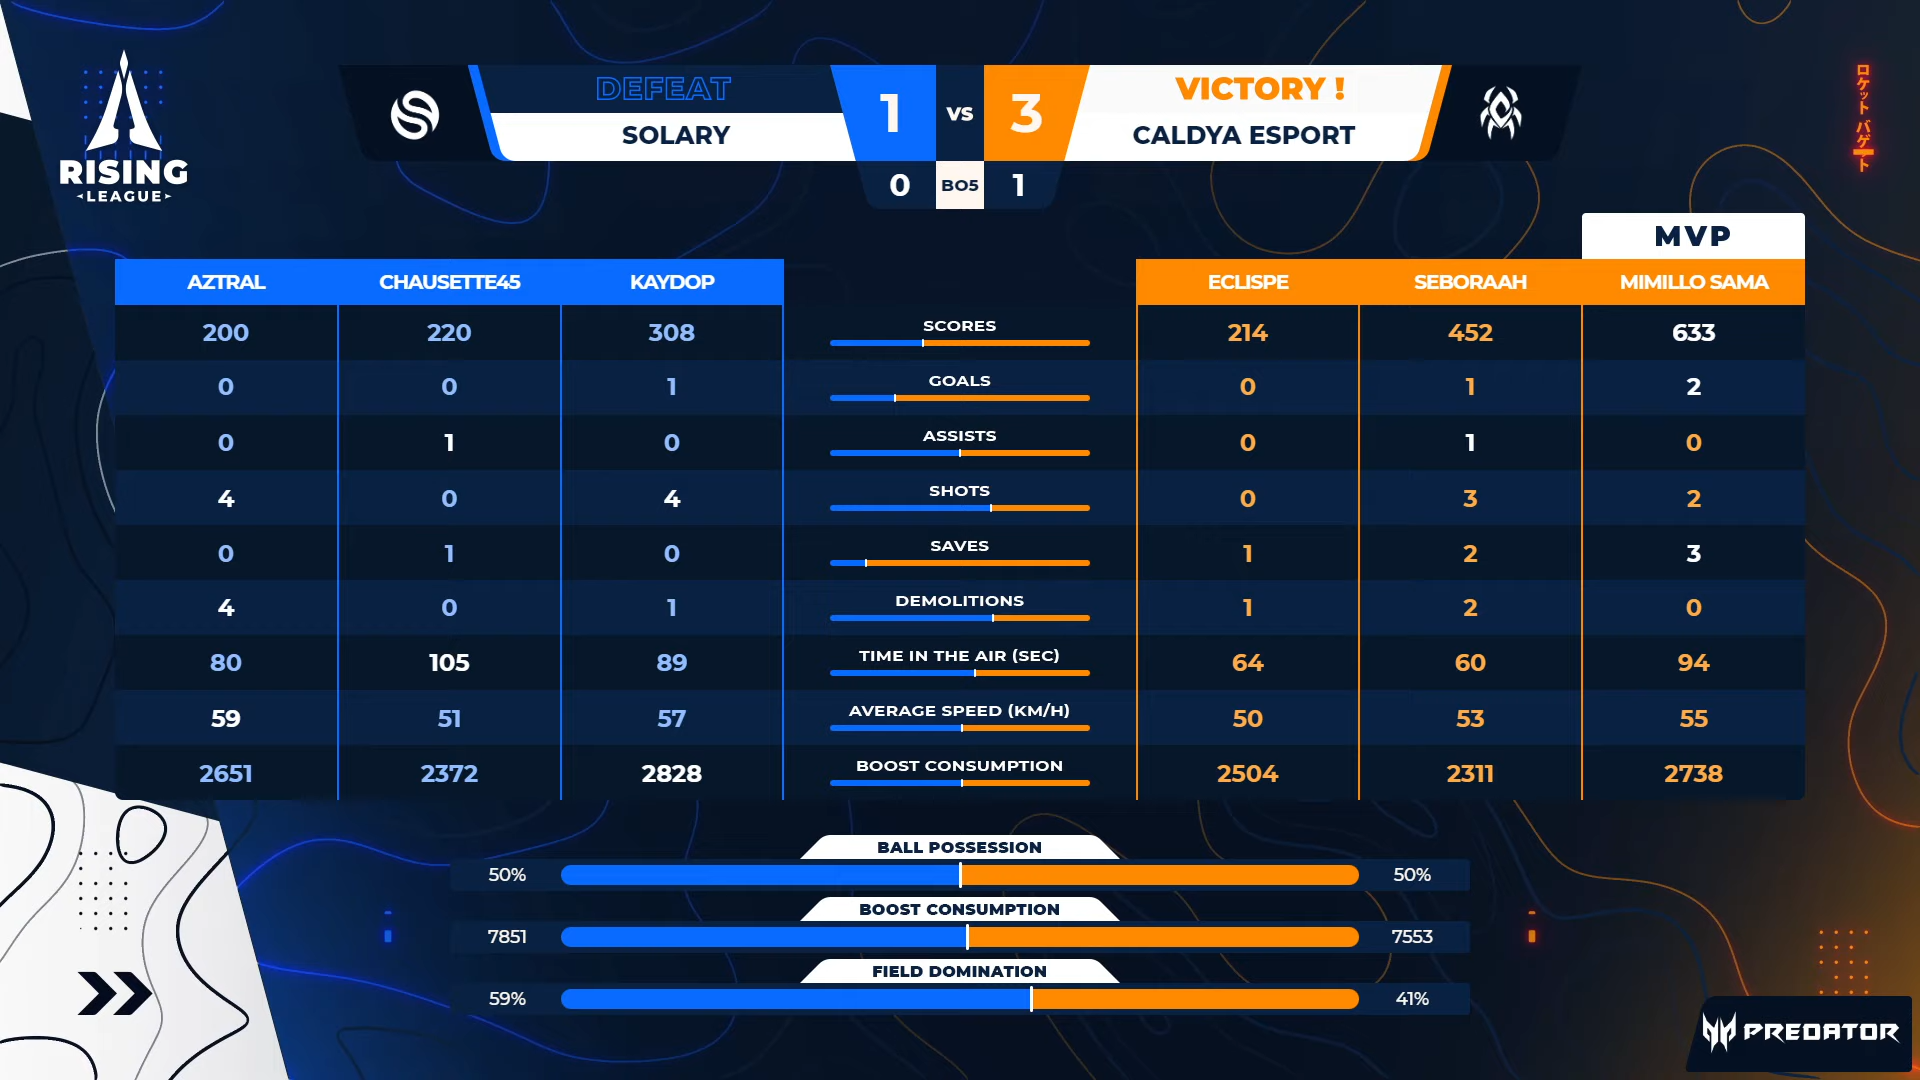 RISING
LEAGUE
DEFEAT
SOLARY
1 VS 3
VICTORY !
CALDYA ESPORT
0 BO5 1
ロケットバゲット
MVP
AZTRAL CHAUSETTE45 KAYDOP ECLISPE SEBORAAH MIMILLO SAMA
200 220 308 SCORES 214 452 633
0 0 1 GOALS 0 1 2
0 1 0 ASSISTS 0 1 0
4 0 4 SHOTS 0 3 2
0 1 0 SAVES 1 2 3
4 0 1 DEMOLITIONS 1 2 0
80 105 89 TIME IN THE AIR (SEC) 64 60 94
59 51 57 AVERAGE SPEED (KM/H) 50 53 55
2651 2372 2828 BOOST CONSUMPTION 2504 2311 2738
BALL POSSESSION
50% 50%
BOOST CONSUMPTION
7851 7553
FIELD DOMINATION
59% 41%
PREDATOR